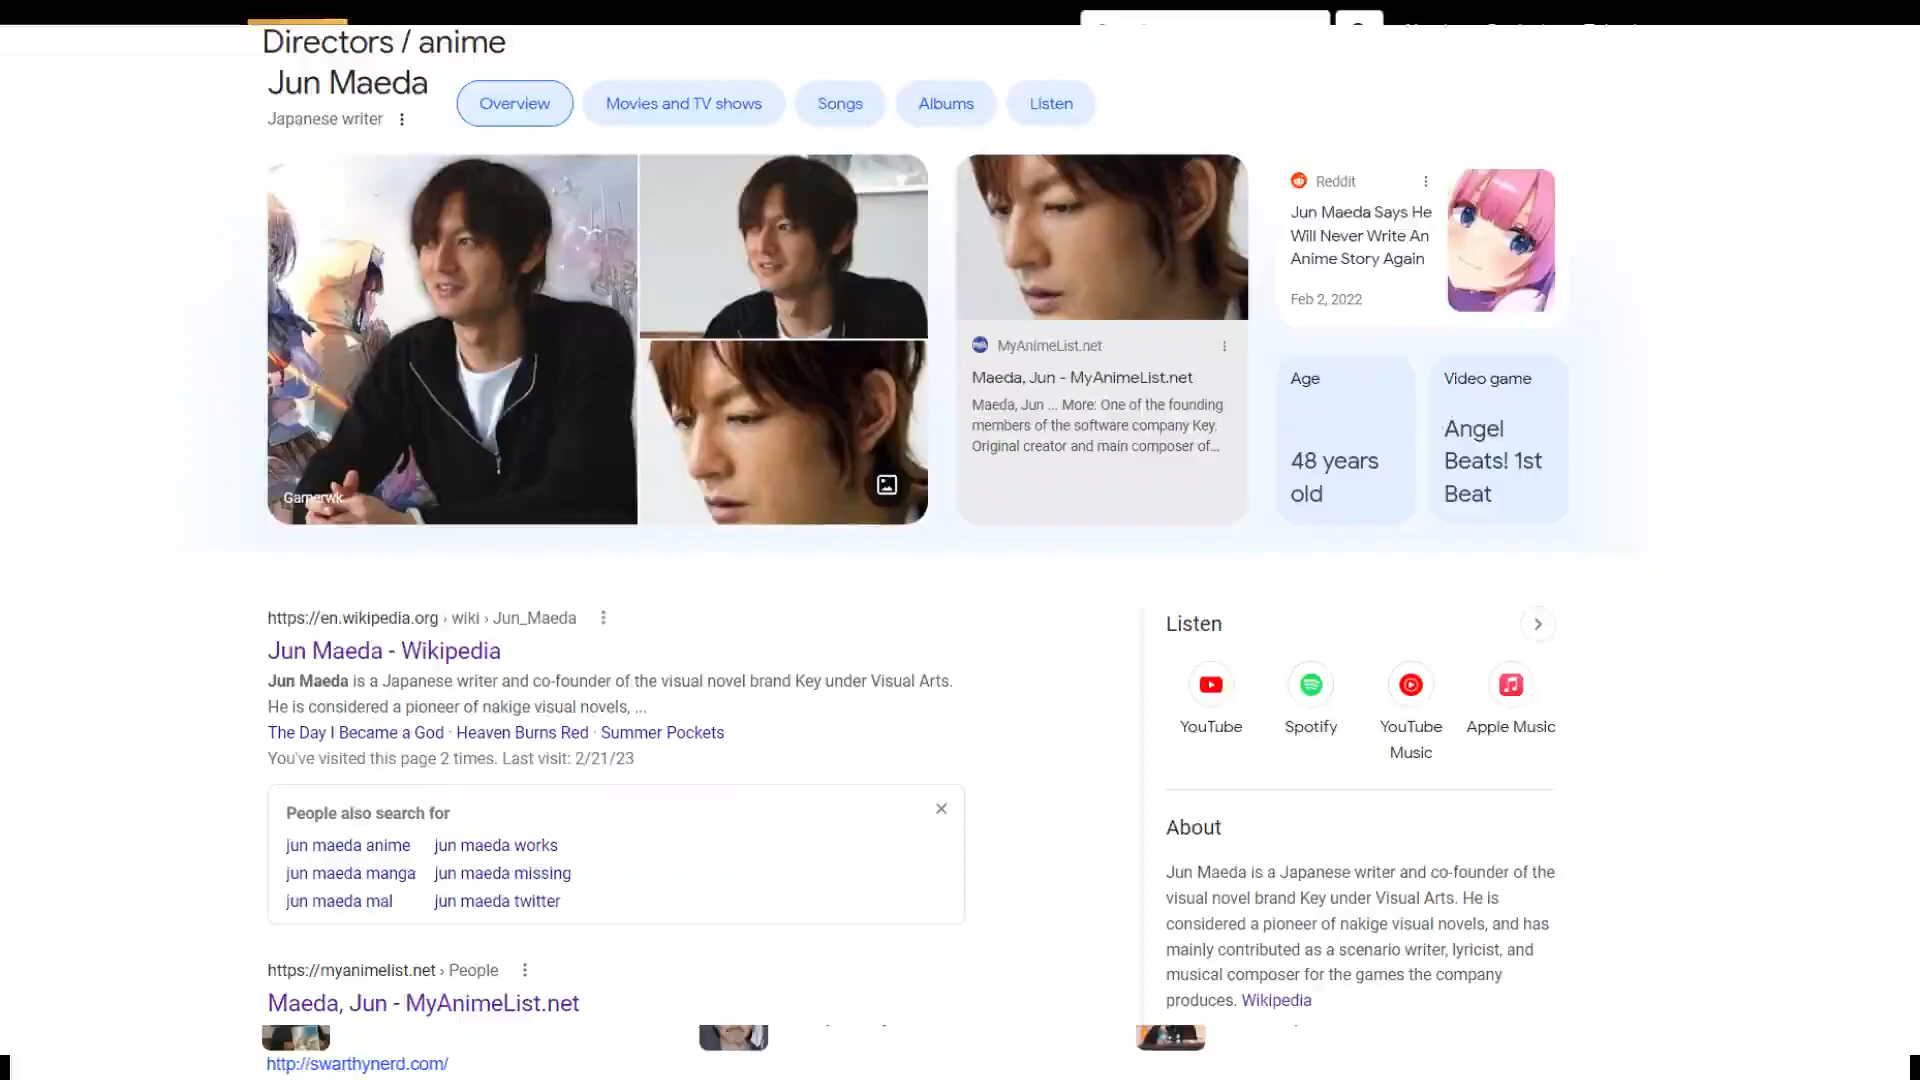 Directors / anime
Jun Maeda
Japanese writer
Overview
Movies and TV shows
Songs
Albums
Listen
Gamerwk
MyAnimeList.net
Maeda, Jun - MyAnimeList.net
Maeda, Jun ... More: One of the founding
members of the software company Key.
Original creator and main composer of...
Reddit
Jun Maeda Says He
Will Never Write An
Anime Story Again
Feb 2, 2022
Age
48 years
old
Video game
Angel
Beats! 1st
Beat
https://en.wikipedia.org › wiki › Jun_Maeda
Jun Maeda - Wikipedia
Jun Maeda is a Japanese writer and co-founder of the visual novel brand Key under Visual Arts.
He is considered a pioneer of nakige visual novels, ...
The Day I Became a God · Heaven Burns Red · Summer Pockets
You've visited this page 2 times. Last visit: 2/21/23
People also search for
jun maeda anime
jun maeda works
jun maeda manga
jun maeda missing
jun maeda mal
jun maeda twitter
https://myanimelist.net › People
Maeda, Jun - MyAnimeList.net
http://swarthynerd.com/
Listen
YouTube
Spotify
YouTube
Music
Apple Music
About
Jun Maeda is a Japanese writer and co-founder of the
visual novel brand Key under Visual Arts. He is
considered a pioneer of nakige visual novels, and has
mainly contributed as a scenario writer, lyricist, and
musical composer for the games the company
produces. Wikipedia